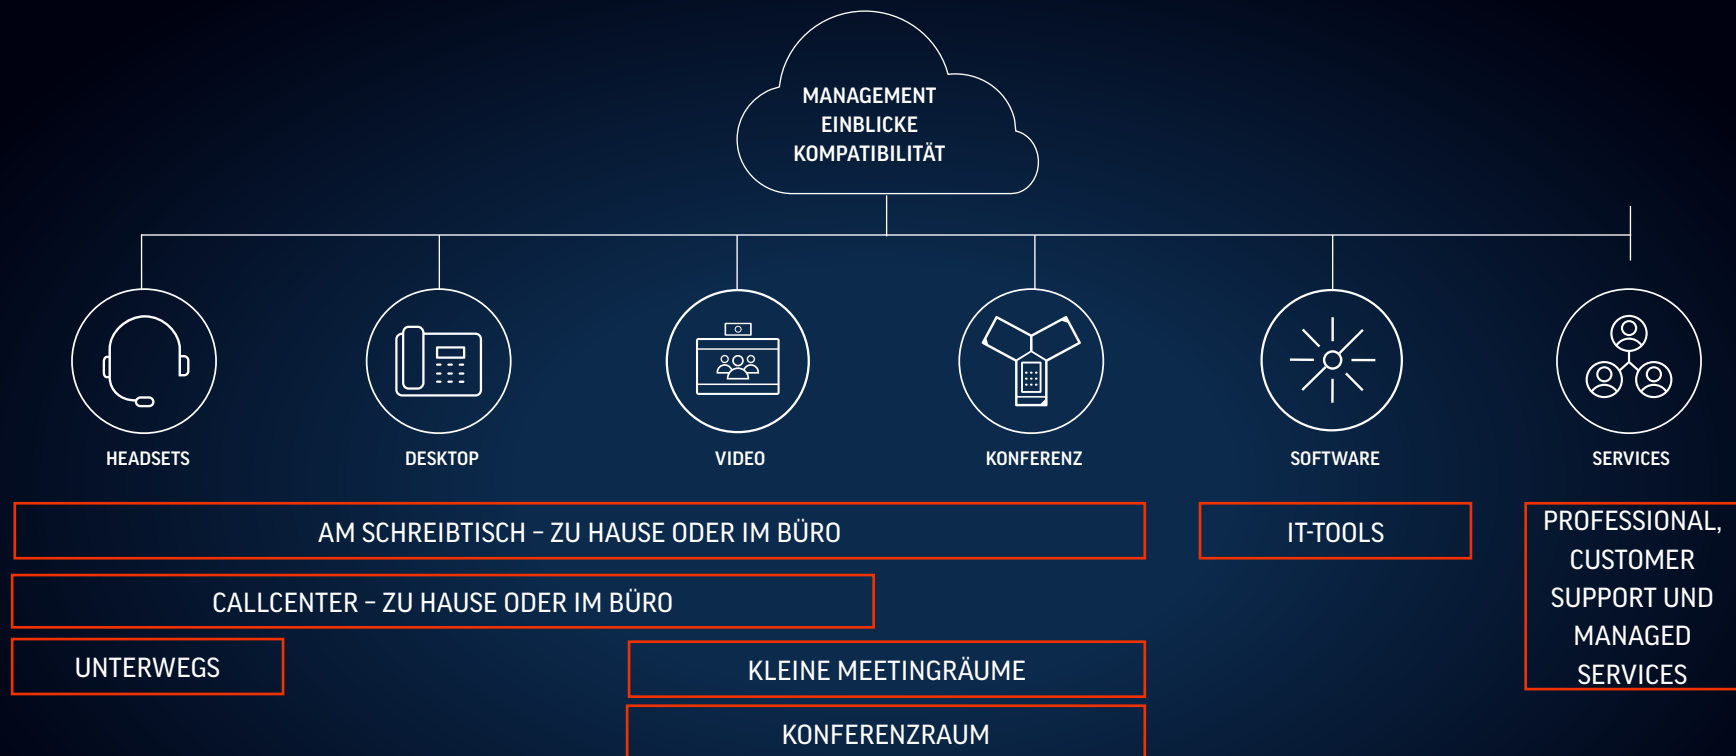 MANAGEMENT
EINBLICKE
KOMPATIBILITÄT
HEADSETS
DESKTOP
VIDEO
KONFERENZ
SOFTWARE
SERVICES
AM SCHREIBTISCH – ZU HAUSE ODER IM BÜRO
IT-TOOLS
PROFESSIONAL,
CUSTOMER
SUPPORT UND
MANAGED
SERVICES
CALLCENTER – ZU HAUSE ODER IM BÜRO
UNTERWEGS
KLEINE MEETINGRÄUME
KONFERENZRAUM